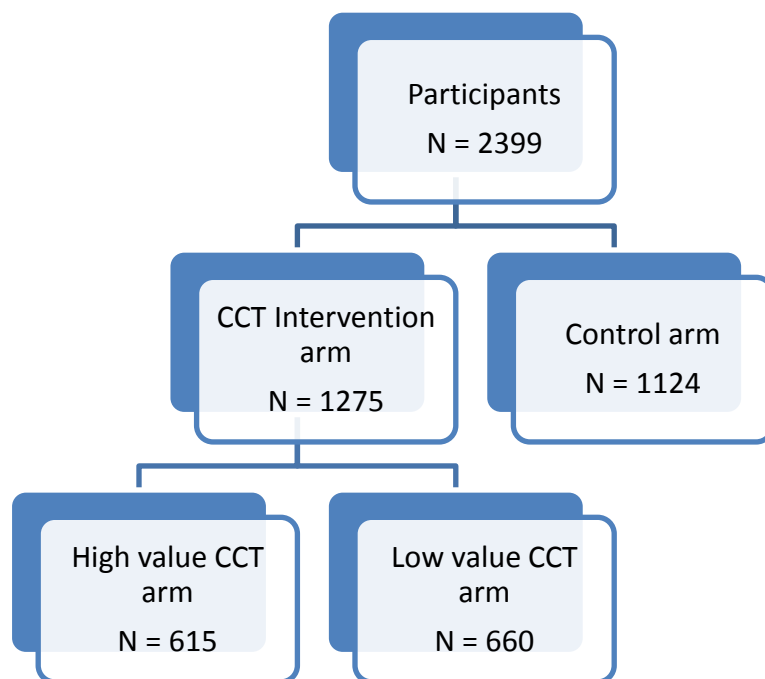 Participants
N = 2399
CCT Intervention
arm
N = 1275
Control arm
N = 1124
High value CCT
arm
N = 615
Low value CCT
arm
N = 660